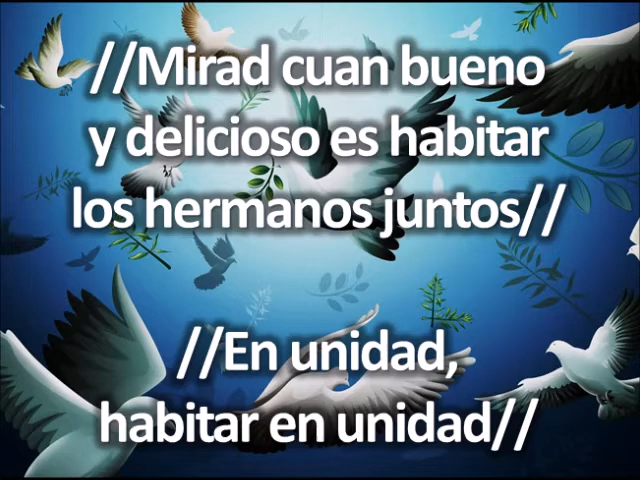 //Mirad cuan bueno
y delicioso es habitar
los hermanos juntos//
//En unidad,
habitar en unidad//